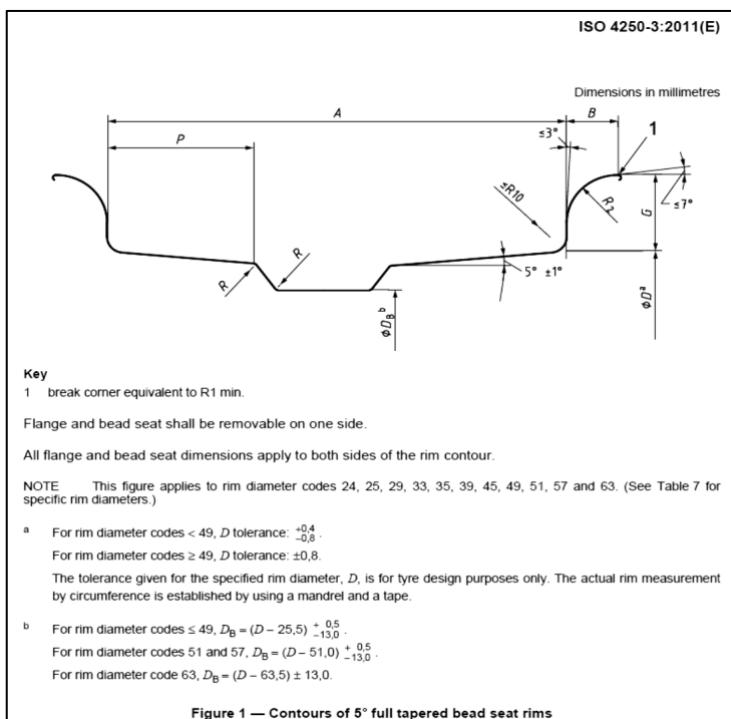 ISO 4250-3:2011(E)
Dimensions in millimetres
A
B
1
P
≤3°
≤R10
R₂
G
≤7°
R
R
5° ±1°
⌀Dᵃ
⌀D_Bᵇ
Key
1 break corner equivalent to R1 min.
Flange and bead seat shall be removable on one side.
All flange and bead seat dimensions apply to both sides of the rim contour.
NOTE This figure applies to rim diameter codes 24, 25, 29, 33, 35, 39, 45, 49, 51, 57 and 63. (See Table 7 for
specific rim diameters.)
a For rim diameter codes < 49, D tolerance: +0,4 −0,8 .
For rim diameter codes ≥ 49, D tolerance: ±0,8.
The tolerance given for the specified rim diameter, D, is for tyre design purposes only. The actual rim measurement
by circumference is established by using a mandrel and a tape.
b For rim diameter codes ≤ 49, D_B = (D − 25,5) +0,5 −13,0 .
For rim diameter codes 51 and 57, D_B = (D − 51,0) +0,5 −13,0 .
For rim diameter code 63, D_B = (D − 63,5) ± 13,0.
Figure 1 — Contours of 5° full tapered bead seat rims